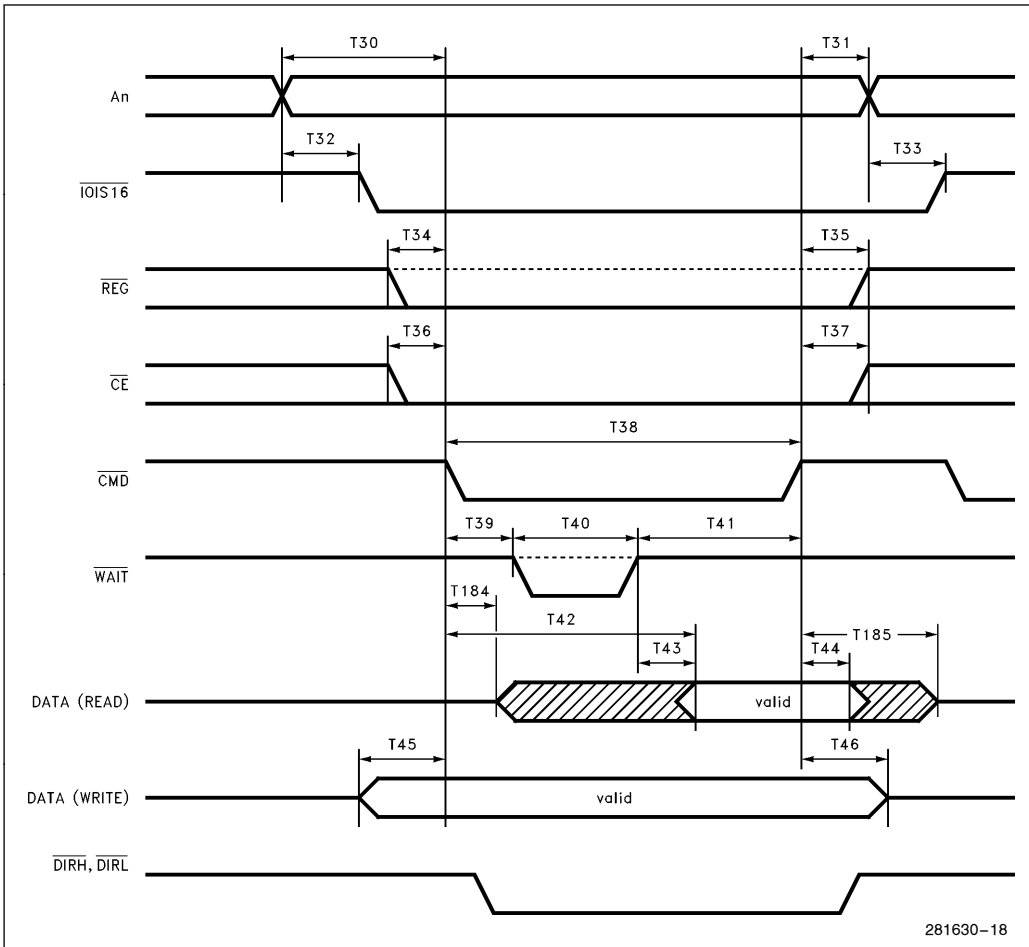 T30
T31
An
T32
T33
IOIS16
T34
T35
REG
T36
T37
CE
T38
CMD
T39
T40
T41
WAIT
T184
T42
T185
T43
T44
DATA (READ)
valid
T45
T46
DATA (WRITE)
valid
DIRH, DIRL
281630–18